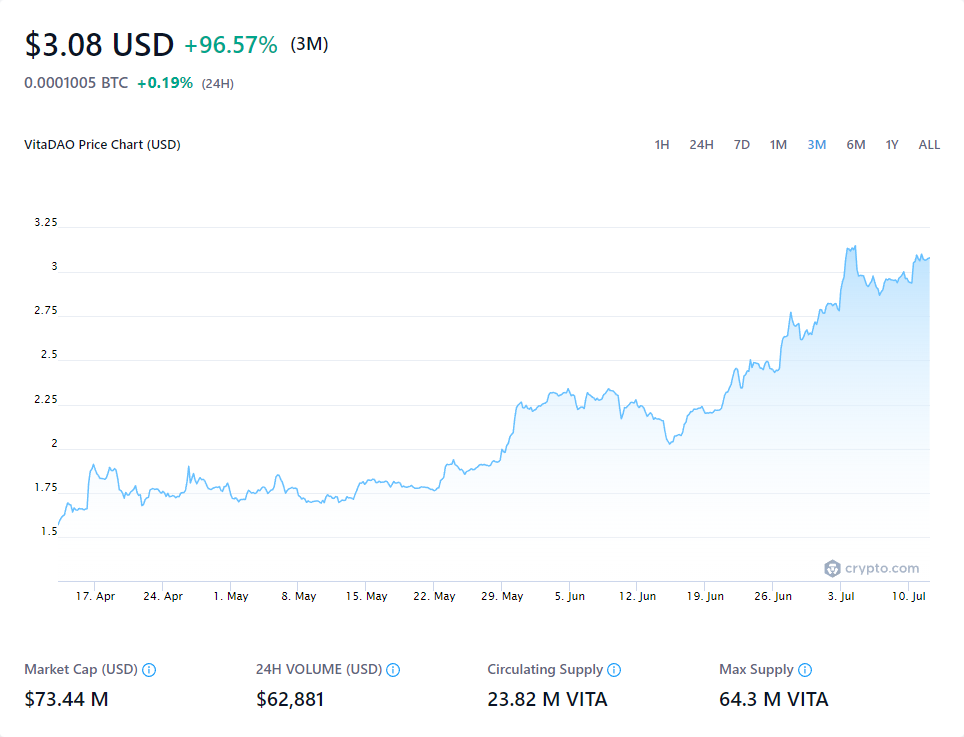 $3.08 USD +96.57% (3M)
0.0001005 BTC +0.19% (24H)
VitaDAO Price Chart (USD)
1H 24H 7D 1M 3M 6M 1Y ALL
3.25
3
2.75
2.5
2.25
2
1.75
1.5
crypto.com
17. Apr 24. Apr 1. May 8. May 15. May 22. May 29. May 5. Jun 12. Jun 19. Jun 26. Jun 3. Jul 10. Jul
Market Cap (USD) 24H VOLUME (USD) Circulating Supply Max Supply
$73.44 M $62,881 23.82 M VITA 64.3 M VITA